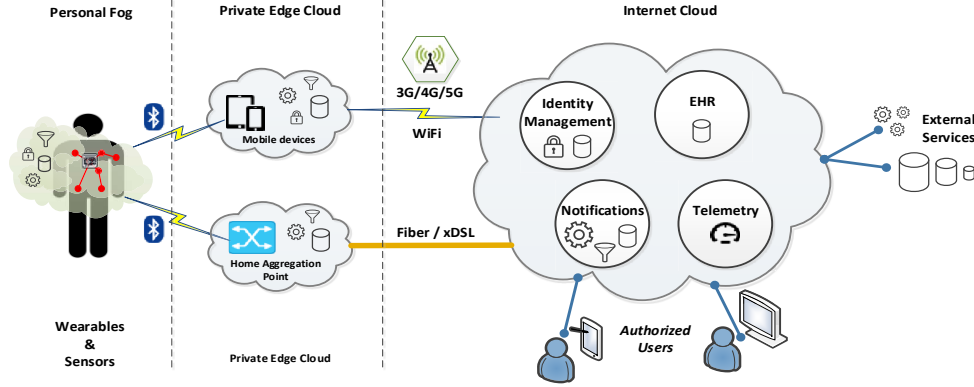 Personal Fog
Private Edge Cloud
Internet Cloud
3G/4G/5G
WiFi
Mobile devices
Identity
Management
EHR
External
Services
Notifications
Telemetry
Home Aggregation
Point
Fiber / xDSL
Wearables
&
Sensors
Private Edge Cloud
Authorized
Users